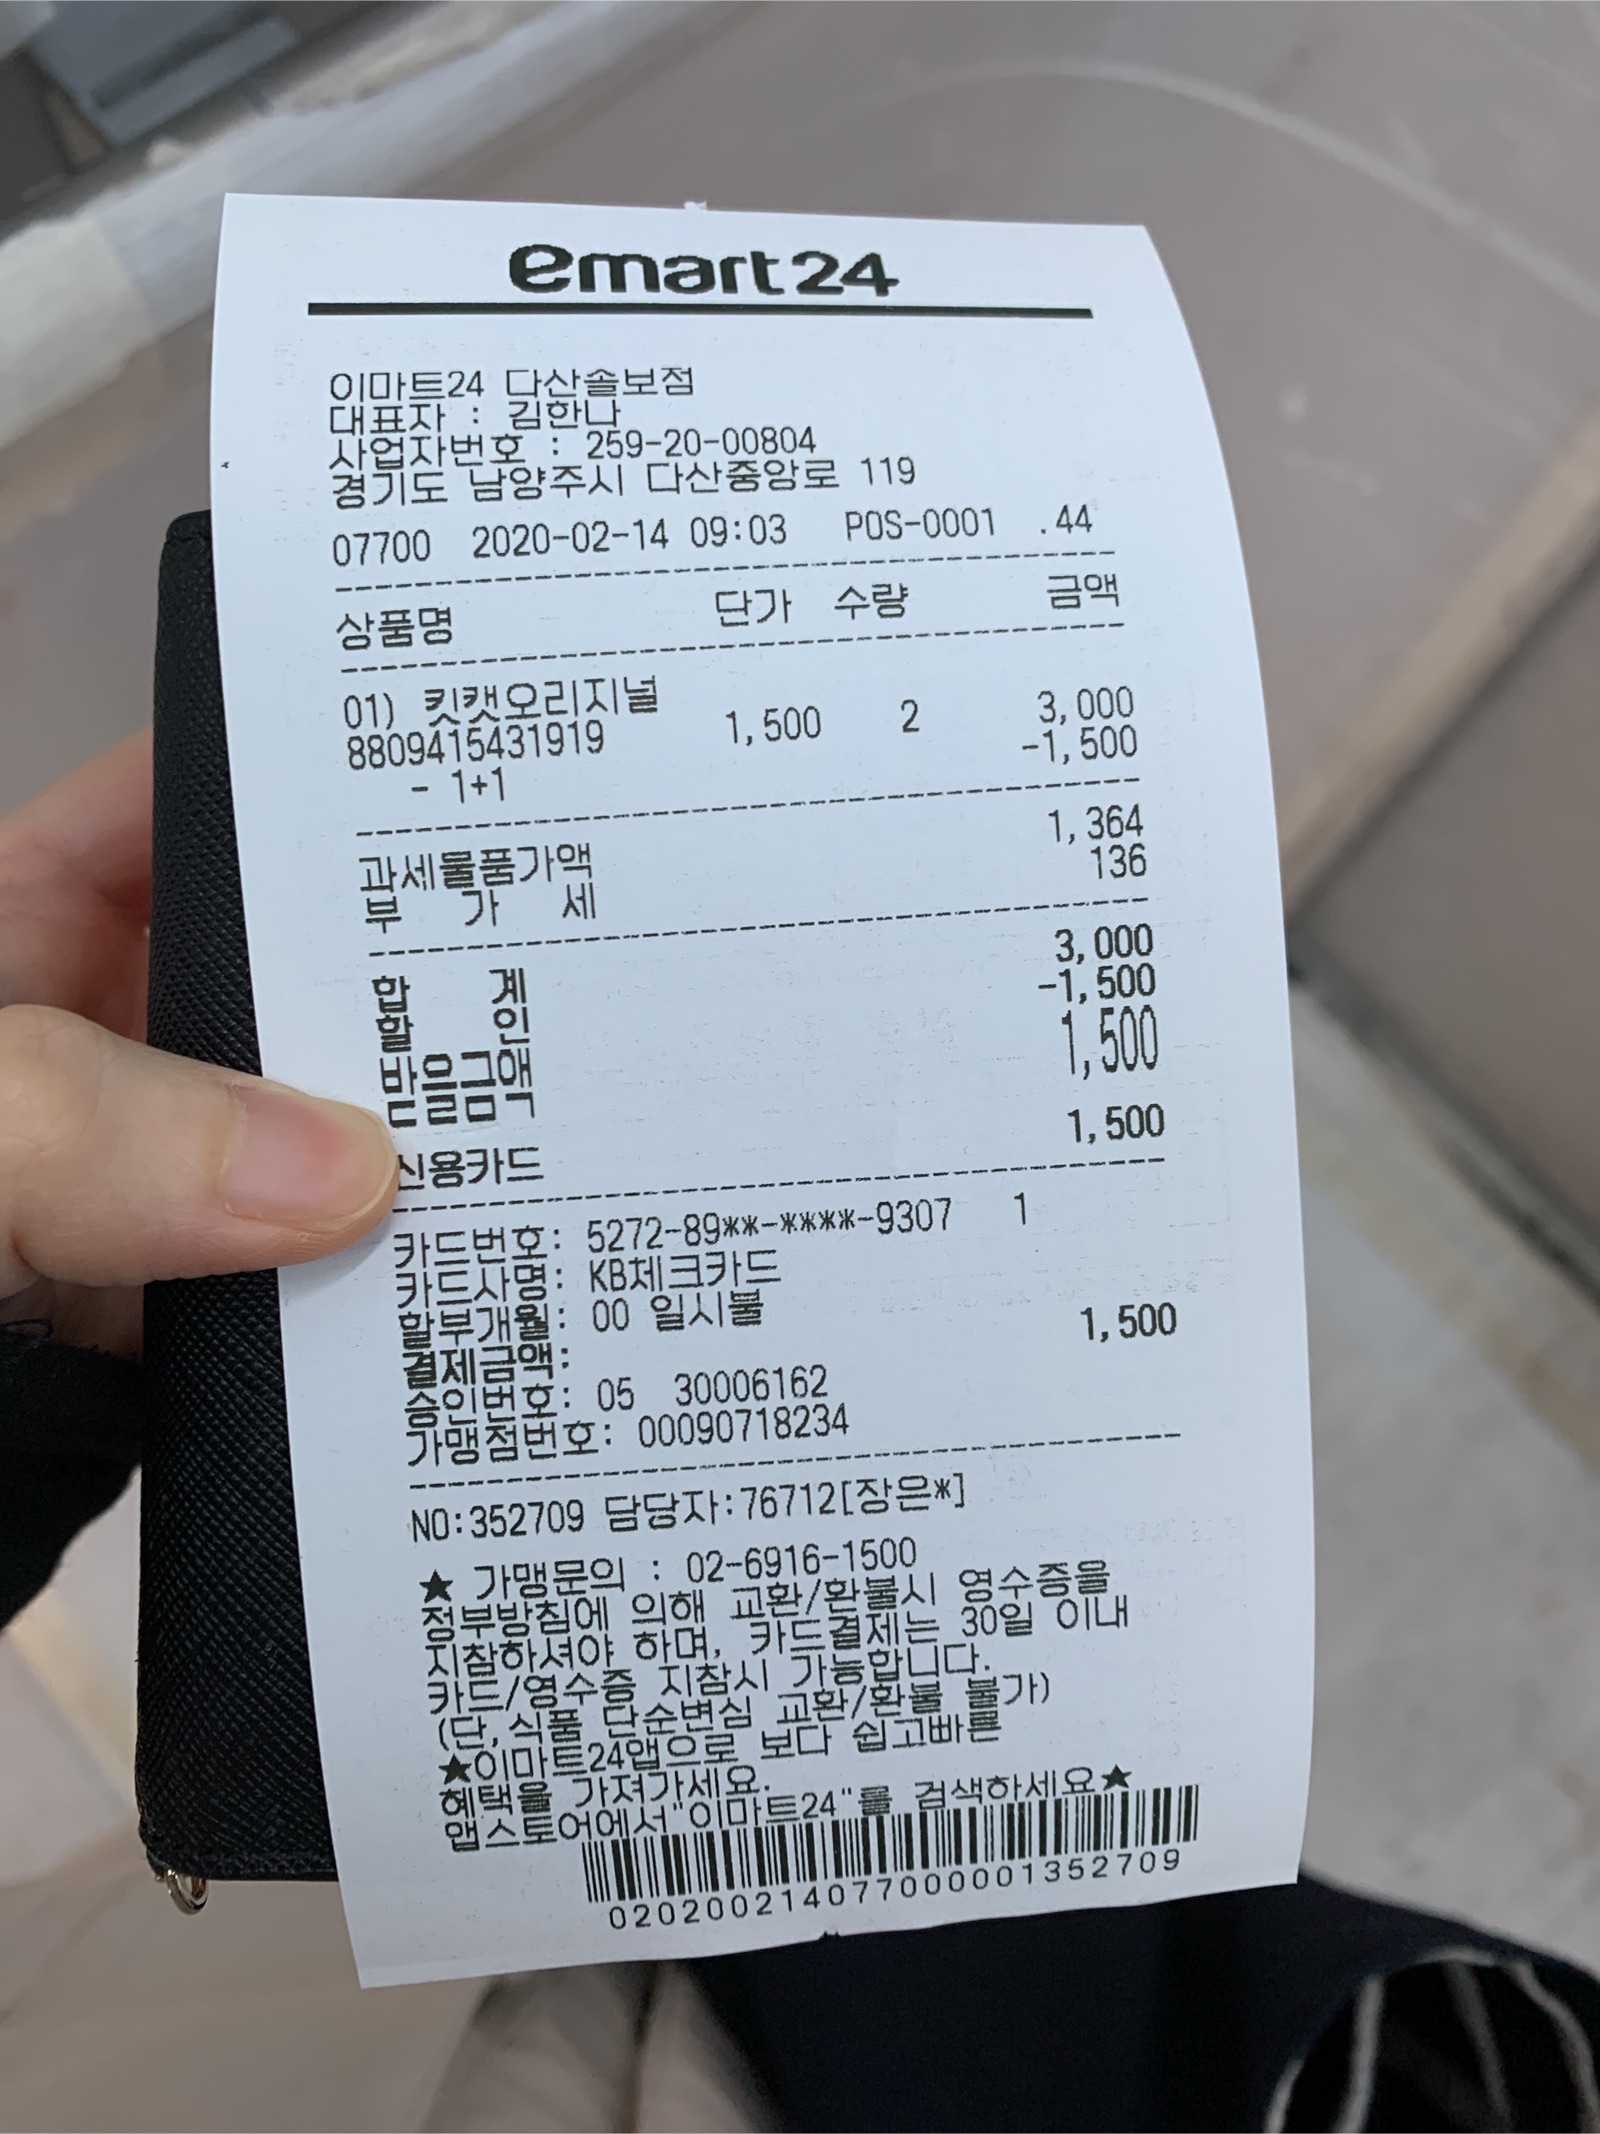 emart24
이마트24 다산솔보점
대표자 : 김한나
사업자번호 : 259-20-00804
경기도 남양주시 다산중앙로 119
07700 2020-02-14 09:03 POS-0001 .44
상품명 단가 수량 금액
01) 킷캣오리지널
8809415431919 1,500 2 3,000
- 1+1 -1,500
과세물품가액 1,364
부 가 세 136
합 계 3,000
할 인 -1,500
받을금액 1,500
신용카드 1,500
카드번호: 5272-89**-****-9307 1
카드사명: KB체크카드
할부개월: 00 일시불
결제금액: 1,500
승인번호: 05 30006162
가맹점번호: 00090718234
NO:352709 담당자:76712[장은*]
★ 가맹문의 : 02-6916-1500
정부방침에 의해 교환/환불시 영수증을
지참하셔야 하며, 카드결제는 30일 이내
카드/영수증 지참시 가능합니다.
(단, 식품 단순변심 교환/환불 불가)
★이마트24앱으로 보다 쉽고빠른
혜택을 가져가세요.
앱스토어에서"이마트24"를 검색하세요★
0202002140770000001352709